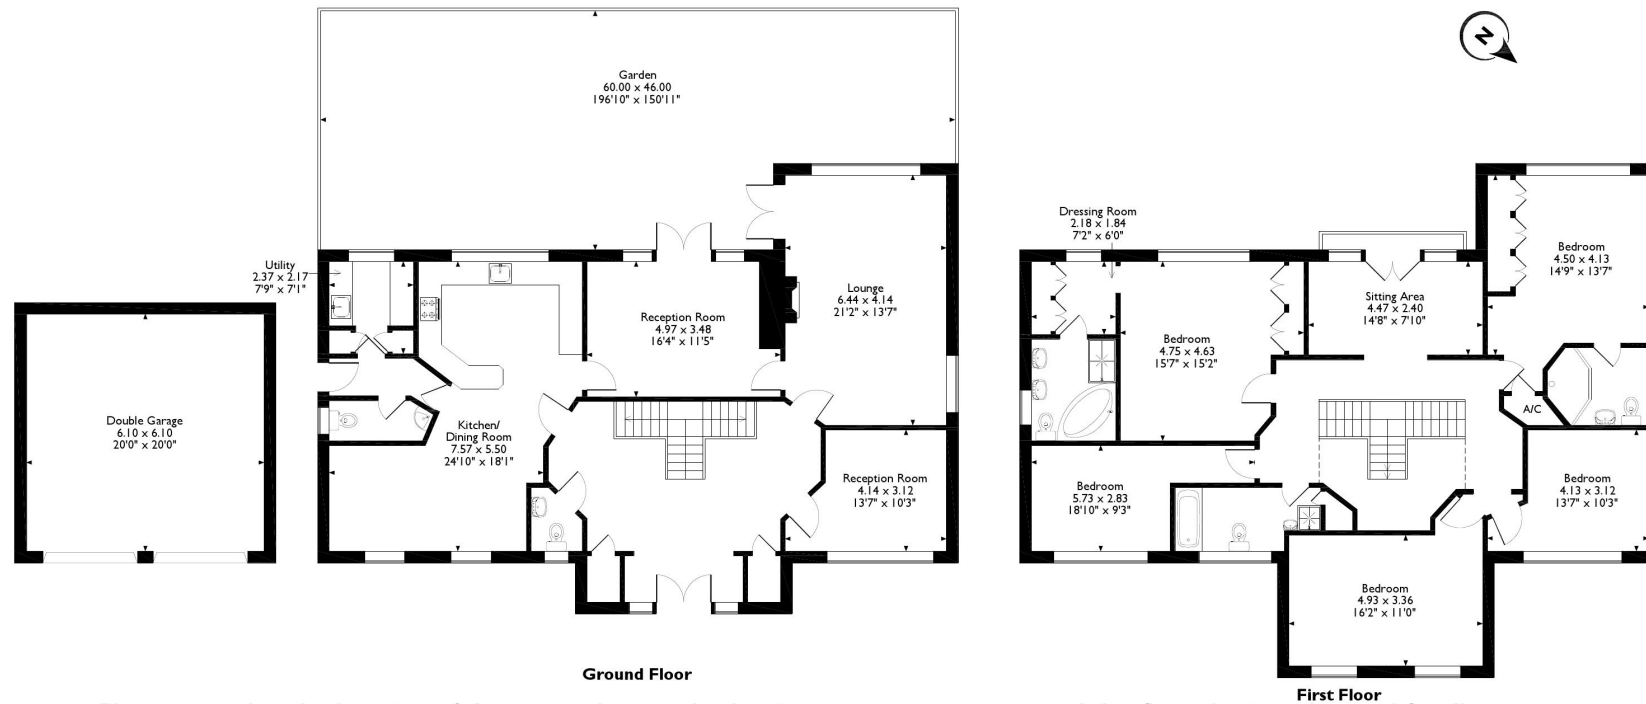 N
Garden
60.00 x 46.00
196'10" x 150'11"
Utility
2.37 x 2.17
7'9" x 7'1"
Lounge
6.44 x 4.14
21'2" x 13'7"
Reception Room
4.97 x 3.48
16'4" x 11'5"
Double Garage
6.10 x 6.10
20'0" x 20'0"
Kitchen/
Dining Room
7.57 x 5.50
24'10" x 18'1"
Reception Room
4.14 x 3.12
13'7" x 10'3"
Ground Floor
Dressing Room
2.18 x 1.84
7'2" x 6'0"
Bedroom
4.50 x 4.13
14'9" x 13'7"
Sitting Area
4.47 x 2.40
14'8" x 7'10"
Bedroom
4.75 x 4.63
15'7" x 15'2"
A/C
Bedroom
5.73 x 2.83
18'10" x 9'3"
Bedroom
4.13 x 3.12
13'7" x 10'3"
Bedroom
4.93 x 3.36
16'2" x 11'0"
First Floor